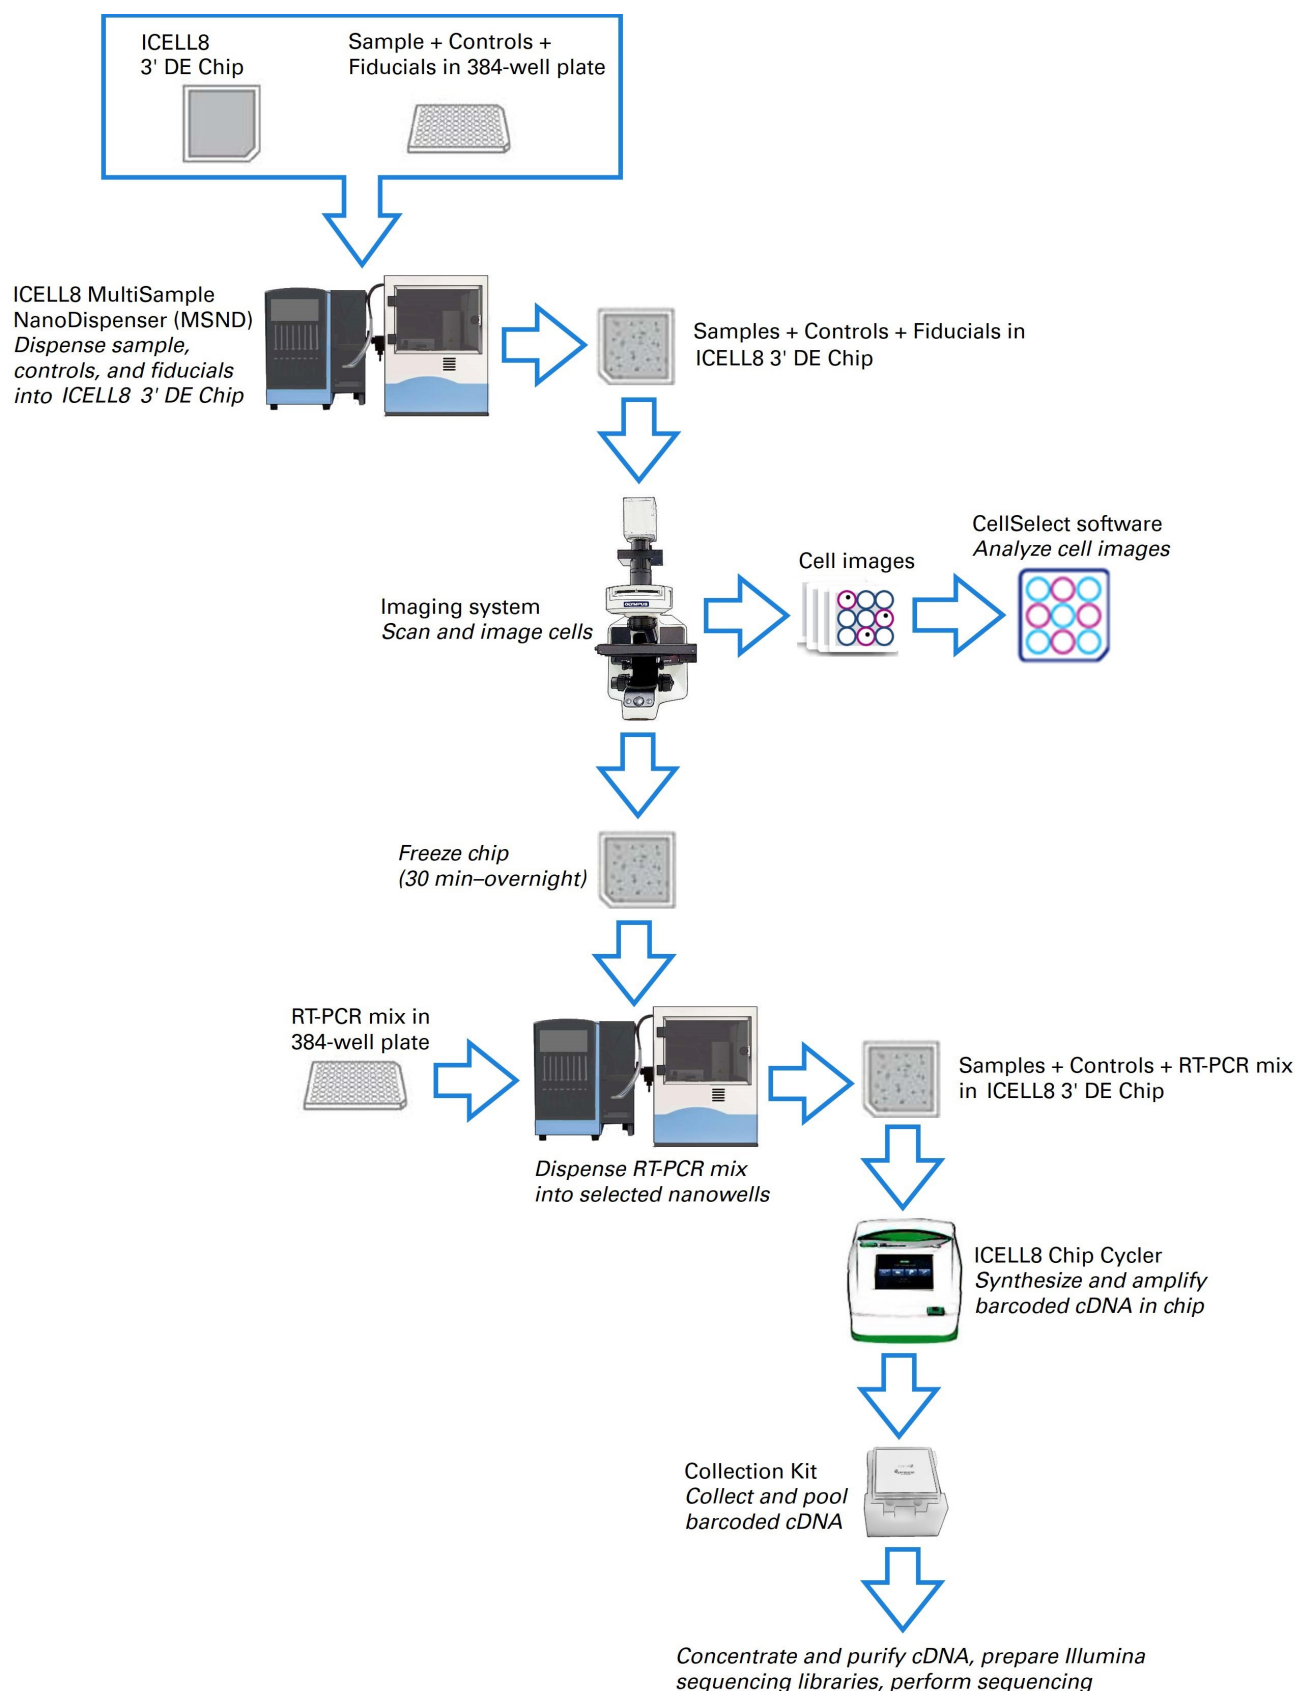 ICELL8
3' DE Chip
Sample + Controls +
Fiducials in 384-well plate
ICELL8 MultiSample
NanoDispenser (MSND)
Dispense sample,
controls, and fiducials
into ICELL8 3' DE Chip
Samples + Controls + Fiducials in
ICELL8 3' DE Chip
Imaging system
Scan and image cells
OLYMPUS
Cell images
CellSelect software
Analyze cell images
Freeze chip
(30 min–overnight)
RT-PCR mix in
384-well plate
Dispense RT-PCR mix
into selected nanowells
Samples + Controls + RT-PCR mix
in ICELL8 3' DE Chip
ICELL8 Chip Cycler
Synthesize and amplify
barcoded cDNA in chip
Collection Kit
Collect and pool
barcoded cDNA
Concentrate and purify cDNA, prepare Illumina
sequencing libraries, perform sequencing